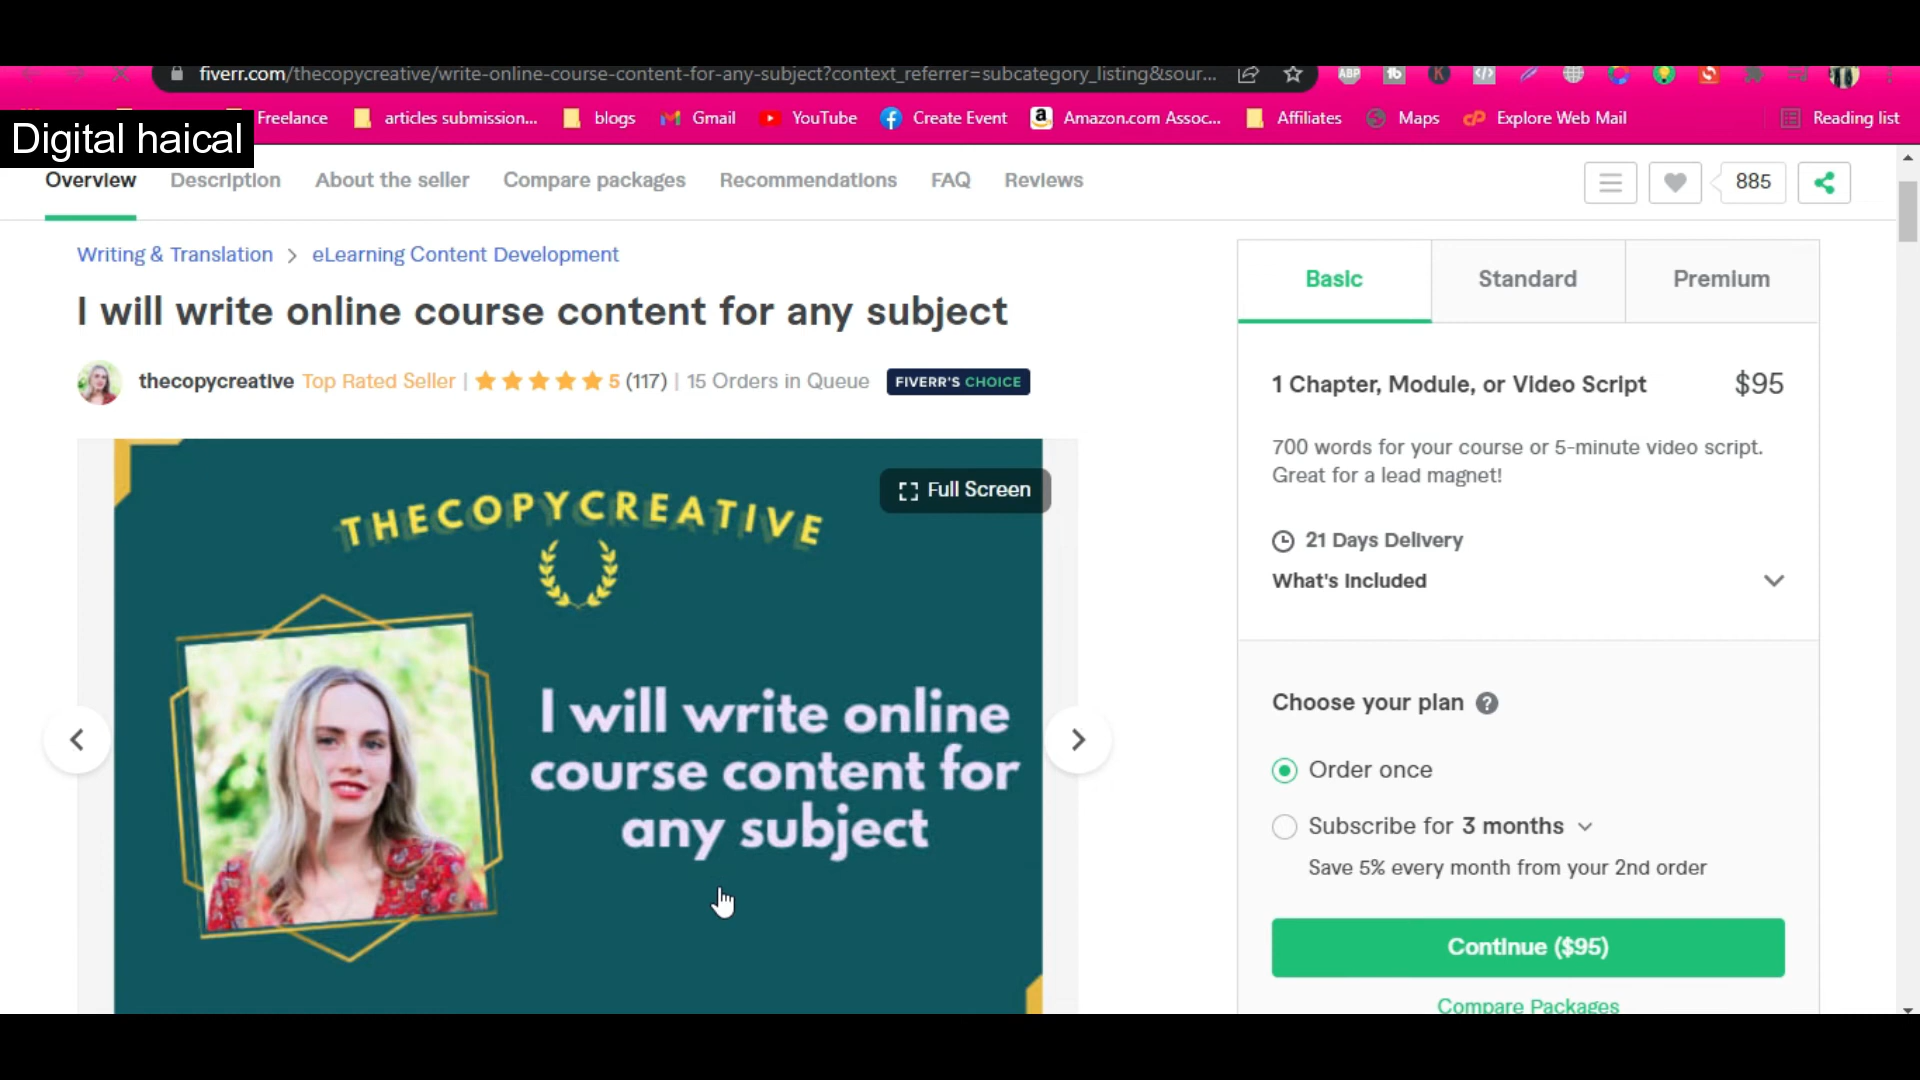 fiverr.com/thecopycreative/write-online-course-content-for-any-subject?context_referrer=subcategory_listing&sour...
Digital haical
Freelance
articles submission...
blogs
Gmail
YouTube
Create Event
Amazon.com Assoc...
Affiliates
Maps
Explore Web Mail
Reading list
Overview
Description
About the seller
Compare packages
Recommendations
FAQ
Reviews
885
Writing & Translation
eLearning Content Development
I will write online course content for any subject
thecopycreative Top Rated Seller | 5 (117) | 15 Orders in Queue
FIVERR'S CHOICE
Full Screen
THECOPYCREATIVE
I will write online
course content for
any subject
Basic
Standard
Premium
1 Chapter, Module, or Video Script
$95
700 words for your course or 5-minute video script.
Great for a lead magnet!
21 Days Delivery
What's Included
Choose your plan ?
Order once
Subscribe for 3 months
Save 5% every month from your 2nd order
Continue ($95)
Compare Packages